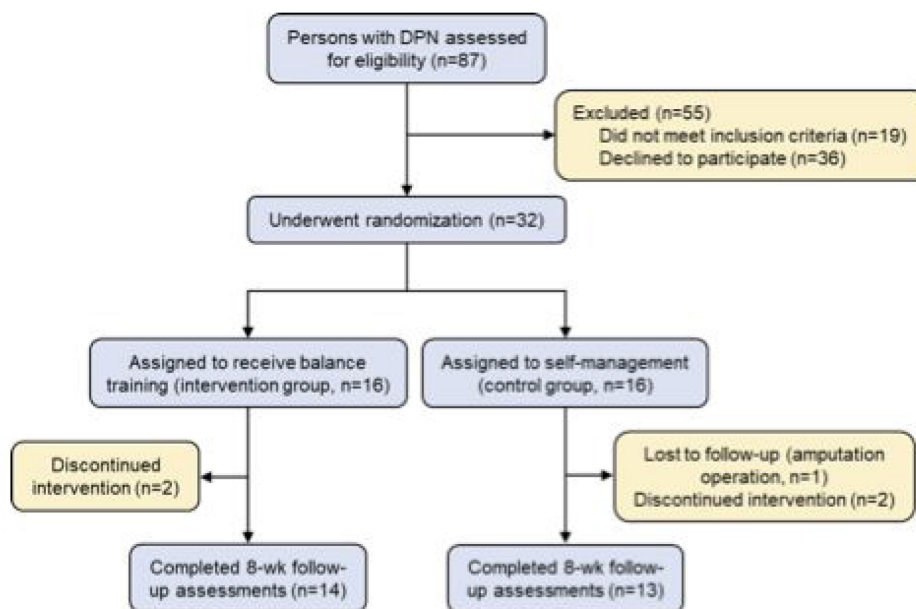 Persons with DPN assessed
for eligibility (n=87)
Excluded (n=55)
Did not meet inclusion criteria (n=19)
Declined to participate (n=36)
Underwent randomization (n=32)
Assigned to receive balance
training (intervention group, n=16)
Assigned to self-management
(control group, n=16)
Discontinued
intervention (n=2)
Lost to follow-up (amputation
operation, n=1)
Discontinued intervention (n=2)
Completed 8-wk follow-
up assessments (n=14)
Completed 8-wk follow-
up assessments (n=13)